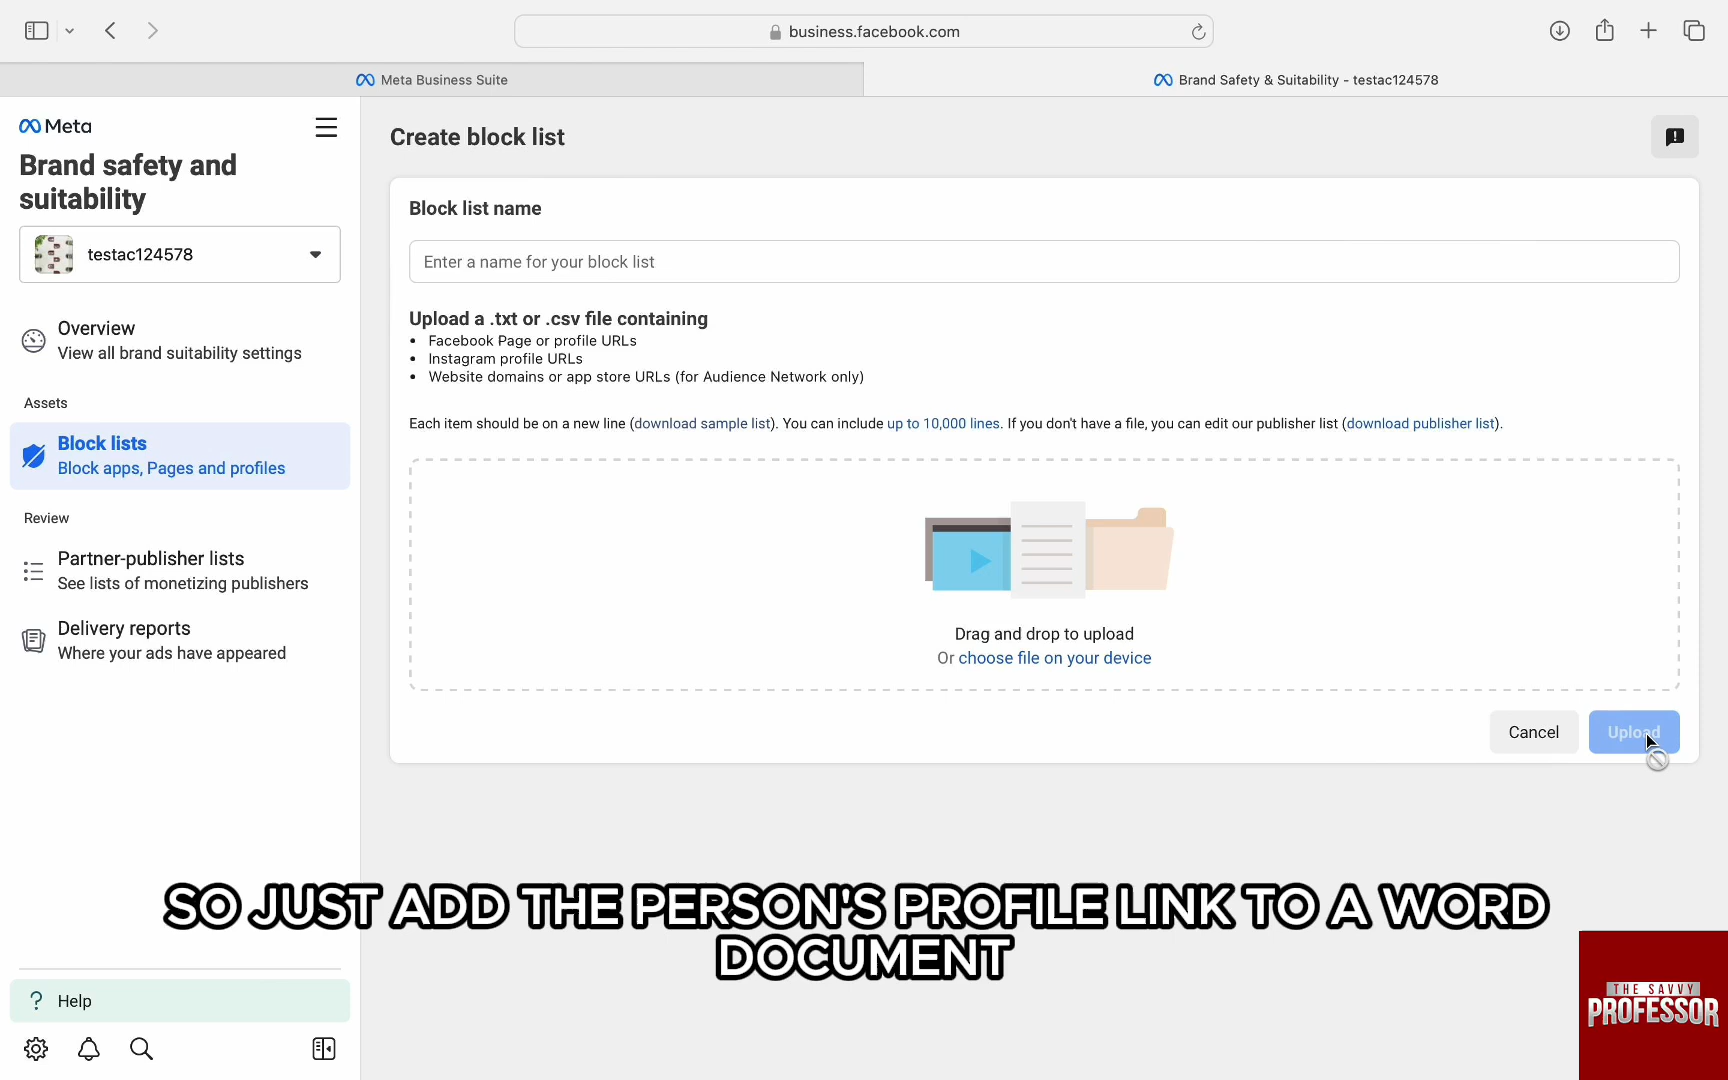 business.facebook.com
Meta Business Suite
Brand Safety & Suitability - testac124578
Meta
Brand safety and
suitability
testac124578
Overview
View all brand suitability settings
Assets
Block lists
Block apps, Pages and profiles
Review
Partner-publisher lists
See lists of monetizing publishers
Delivery reports
Where your ads have appeared
? Help
Create block list
Block list name
Enter a name for your block list
Upload a .txt or .csv file containing
• Facebook Page or profile URLs
• Instagram profile URLs
• Website domains or app store URLs (for Audience Network only)
Each item should be on a new line (download sample list). You can include up to 10,000 lines. If you don't have a file, you can edit our publisher list (download publisher list).
Drag and drop to upload
Or choose file on your device
Cancel
Upload
SO JUST ADD THE PERSON'S PROFILE LINK TO A WORD
DOCUMENT
THE SAVVY
PROFESSOR